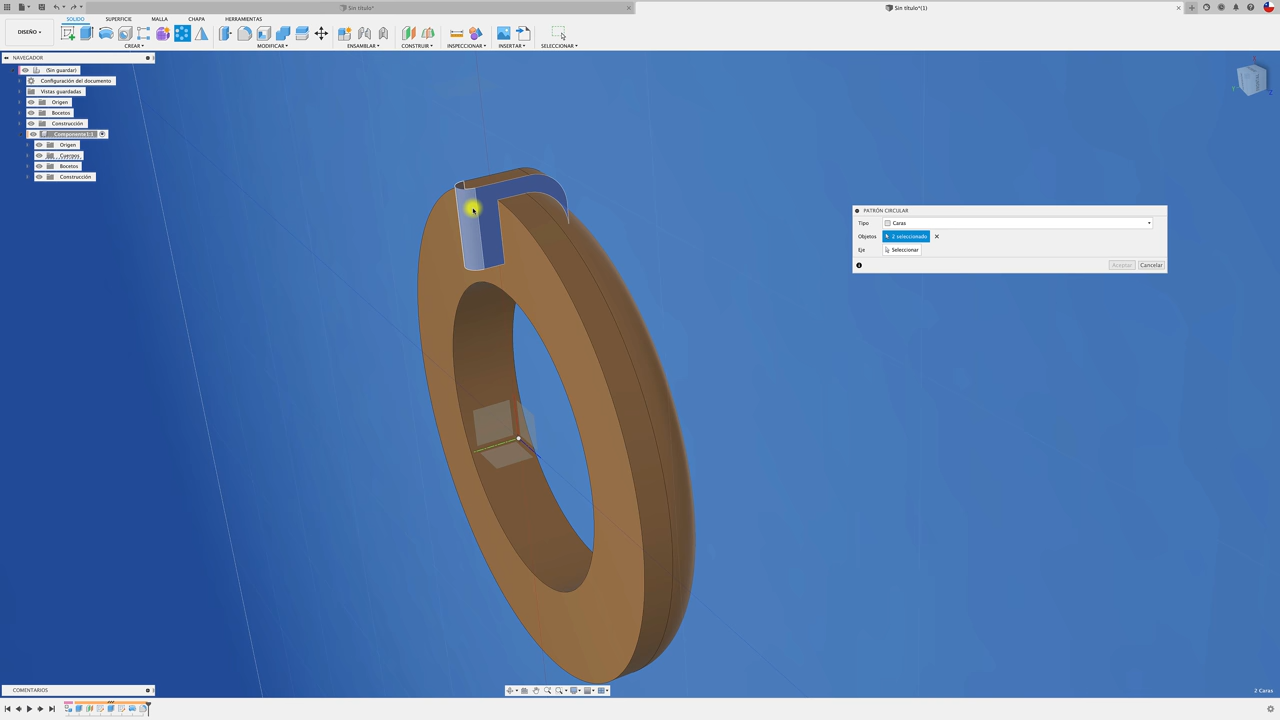 Sin título*
Sin título*(1)
SÓLIDO
SUPERFICIE
MALLA
CHAPA
HERRAMIENTAS
DISEÑO
CREAR
MODIFICAR
ENSAMBLAR
CONSTRUIR
INSPECCIONAR
INSERTAR
SELECCIONAR
NAVEGADOR
(Sin guardar)
Configuración del documento
Vistas guardadas
Origen
Bocetos
Construcción
Componente1:1
Origen
Cuerpos
Bocetos
Construcción
PATRÓN CIRCULAR
Tipo Caras
Objetos 2 seleccionado
Eje Seleccionar
Aceptar Cancelar
COMENTARIOS
2 Caras